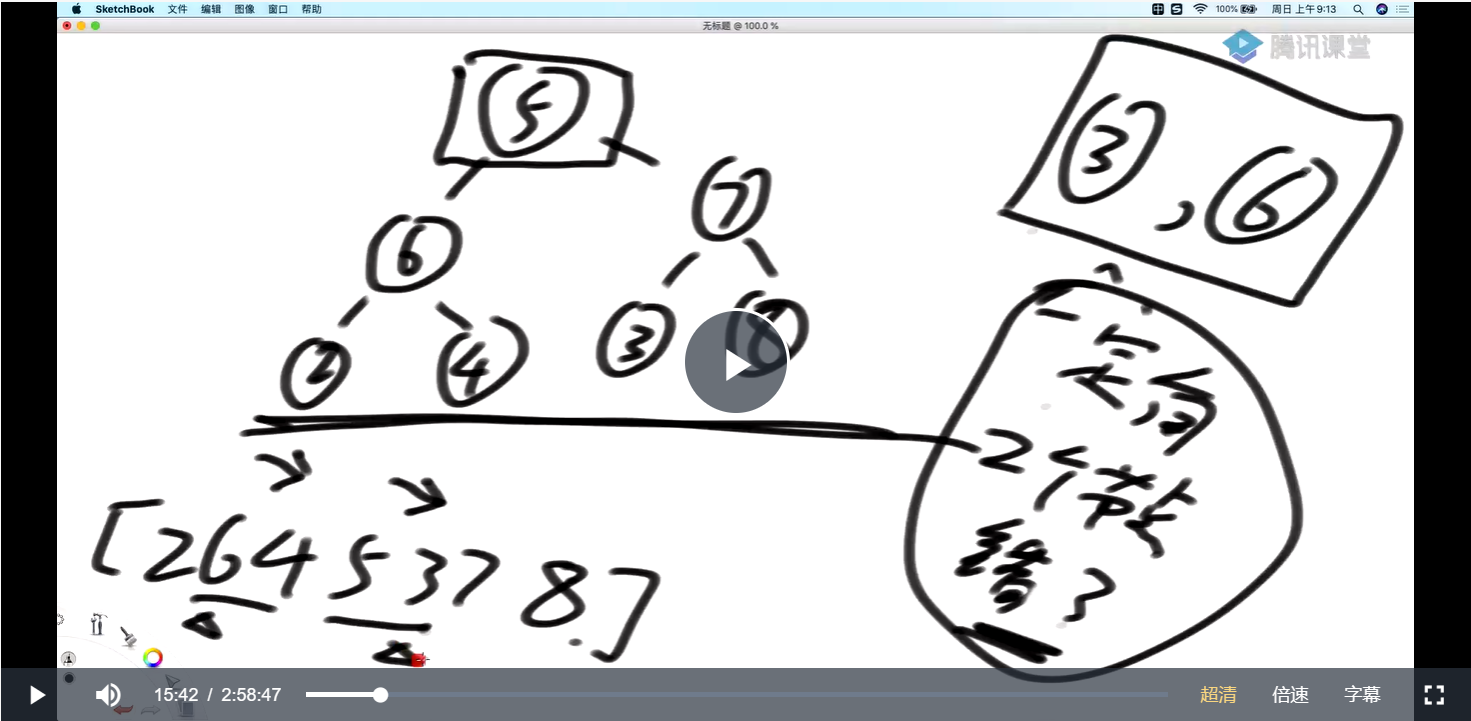 SketchBook 文件 编辑 图像 窗口 帮助 100% 周日 上午9:13
无标题 @ 100.0 %
腾讯课堂
5
3 , 6
6 7
2 4 3 8
一定有
2个节点
错了
[2 6 4 5 3 7 8]
15:42 / 2:58:47 超清 倍速 字幕